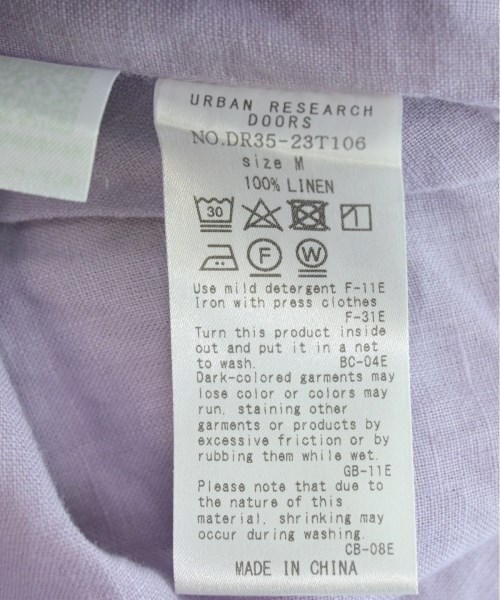 URBAN RESEARCH
DOORS
NO.DR35-23T106
size M
100% LINEN
30
F W
Use mild detergent F-11E
Iron with press clothes
F-31E
Turn this product inside
out and put it in a net
to wash. BC-04E
Dark-colored garments may
lose color or colors may
run, staining other
garments or products by
excessive friction or by
rubbing them while wet.
GB-11E
Please note that due to
the nature of this
material, shrinking may
occur during washing.
CB-08E
MADE IN CHINA